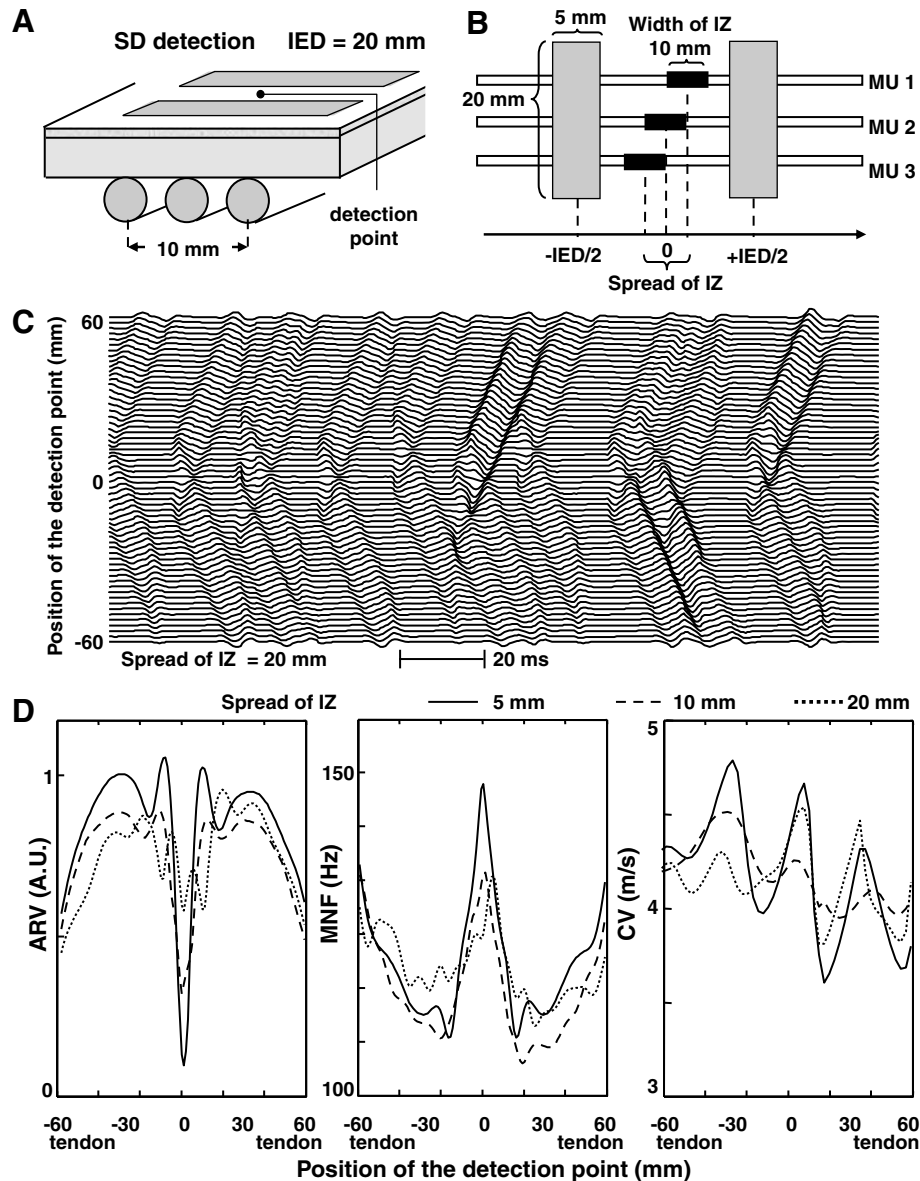 A
SD detection IED = 20 mm
detection
point
10 mm
B
5 mm
Width of IZ
10 mm
20 mm
MU 1
MU 2
MU 3
-IED/2
0
+IED/2
Spread of IZ
C
Position of the detection point (mm)
60
0
-60
Spread of IZ = 20 mm
20 ms
D
Spread of IZ
5 mm
10 mm
20 mm
ARV (A.U.)
1
0
-60 -30 0 30 60
tendon tendon
MNF (Hz)
150
100
-60 -30 0 30 60
tendon tendon
CV (m/s)
5
4
3
-60 -30 0 30 60
tendon tendon
Position of the detection point (mm)